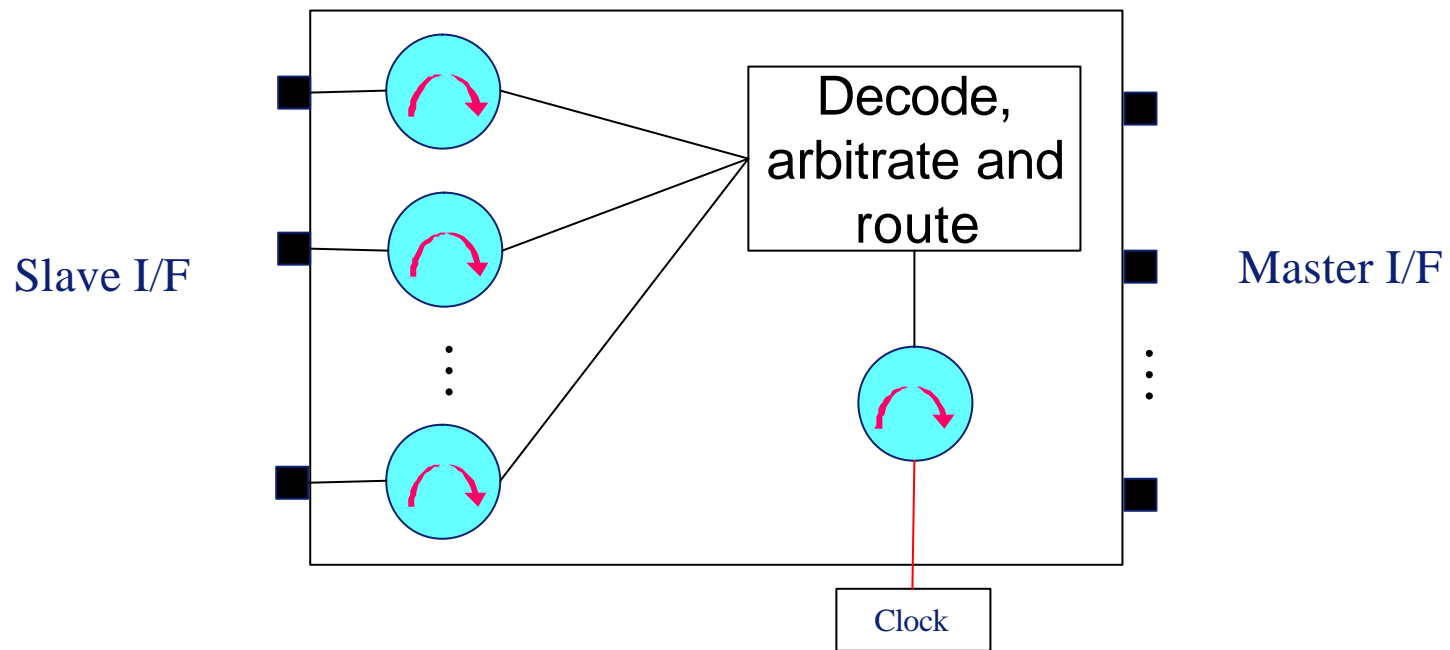 Decode,
arbitrate and
route
Slave I/F
Master I/F
Clock